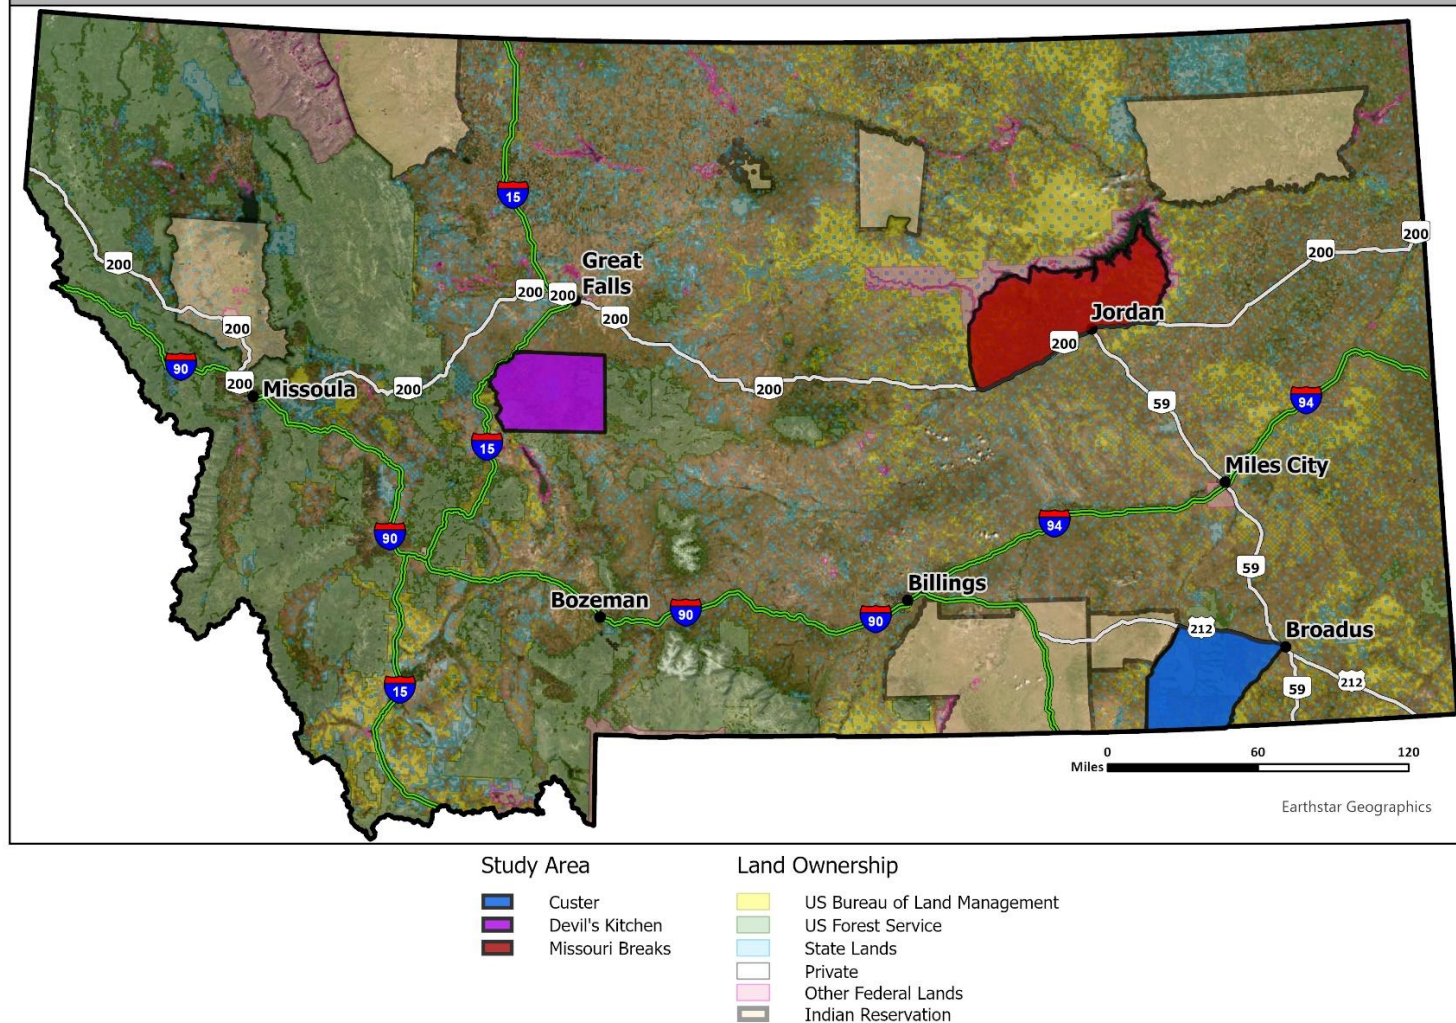 15
Great
Falls
200
200
200
200
200
200
200
Jordan
200
200
90
200
Missoula
200
200
59
94
15
Miles City
90
94
59
Billings
Bozeman
90
90
212
Broadus
15
59
212
0 60 120
Miles
Earthstar Geographics
Study Area
Custer
Devil's Kitchen
Missouri Breaks
Land Ownership
US Bureau of Land Management
US Forest Service
State Lands
Private
Other Federal Lands
Indian Reservation